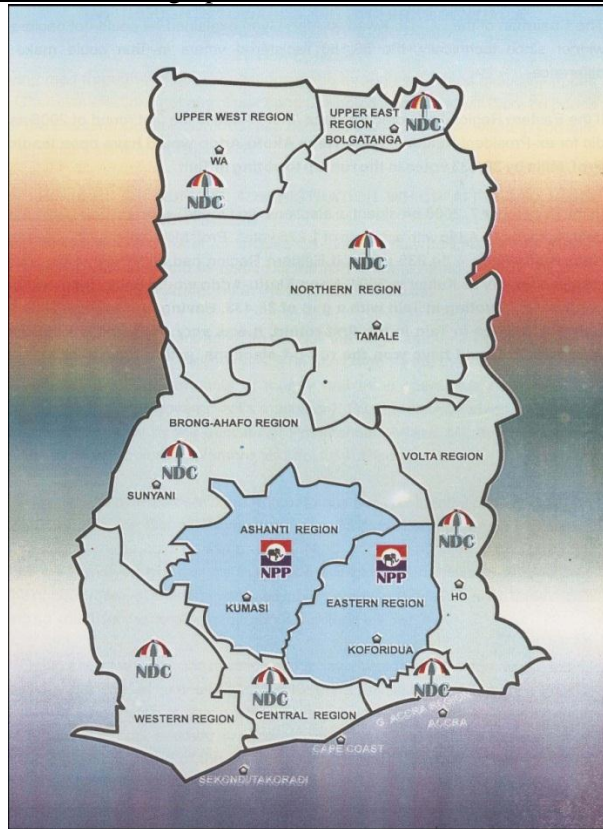 UPPER WEST REGION
WA
NDC
UPPER EAST
REGION
BOLGATANGA
NDC
NDC
NORTHERN REGION
TAMALE
BRONG-AHAFO REGION
NDC
SUNYANI
VOLTA REGION
NDC
HO
ASHANTI REGION
NPP
KUMASI
NPP
EASTERN REGION
KOFORIDUA
NDC
WESTERN REGION
NDC
CENTRAL REGION
NDC
G. ACCRA REGION
ACCRA
CAPE COAST
SEKONDI/TAKORADI